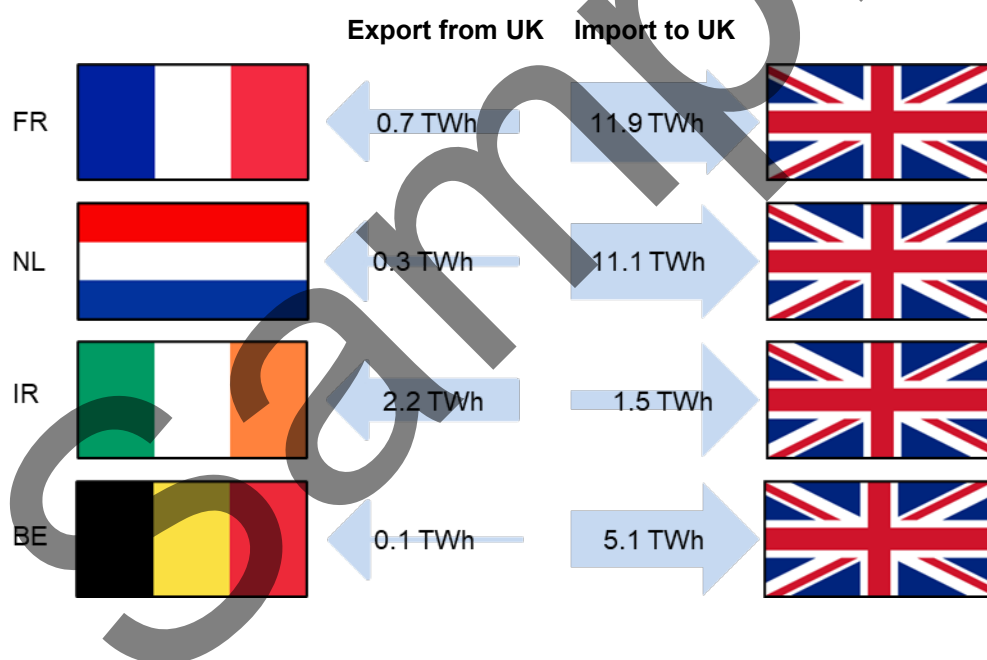 Export from UK Import to UK
FR 0.7 TWh 11.9 TWh
NL 0.3 TWh 11.1 TWh
IR 2.2 TWh 1.5 TWh
BE 0.1 TWh 5.1 TWh
Samp